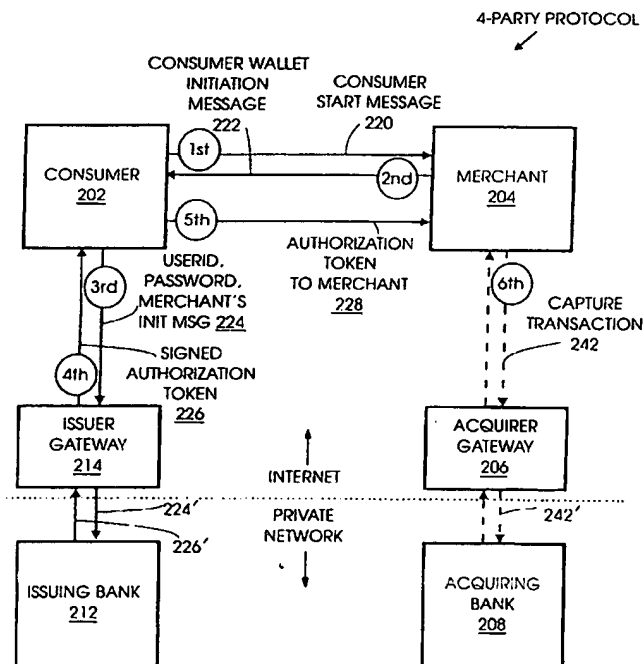 4-PARTY PROTOCOL
CONSUMER WALLET
INITIATION
MESSAGE
222
CONSUMER
START MESSAGE
220
CONSUMER
202
1st
2nd
5th
MERCHANT
204
AUTHORIZATION
TOKEN
TO MERCHANT
228
USERID,
PASSWORD,
MERCHANT'S
INIT MSG 224
3rd
6th
CAPTURE
TRANSACTION
242
4th
SIGNED
AUTHORIZATION
TOKEN
226
ISSUER
GATEWAY
214
ACQUIRER
GATEWAY
206
INTERNET
PRIVATE
NETWORK
224'
226'
242'
ISSUING BANK
212
ACQUIRING
BANK
208